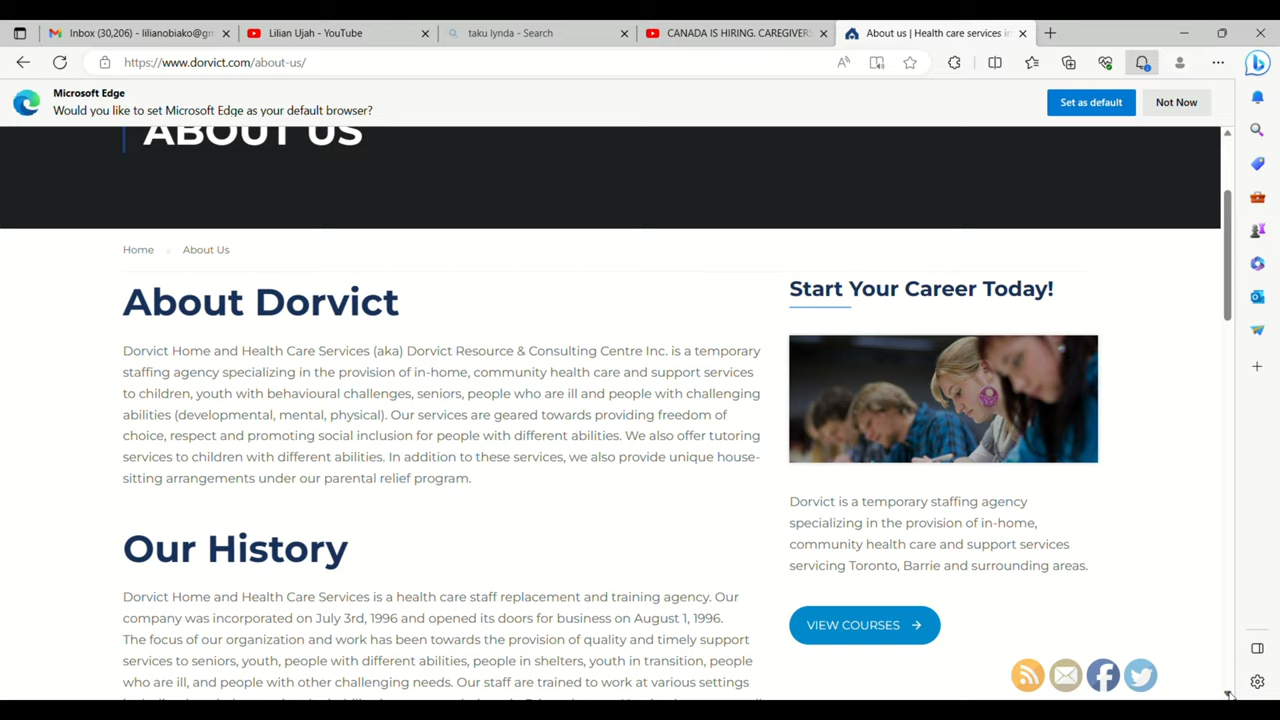 Inbox (30,206) - lilianobiako@gm
Lilian Ujah - YouTube
taku lynda - Search
CANADA IS HIRING. CAREGIVERS
About us | Health care services in
https://www.dorvict.com/about-us/
Microsoft Edge
Would you like to set Microsoft Edge as your default browser?
Set as default
Not Now
ABOUT US
Home
About Us
About Dorvict
Dorvict Home and Health Care Services (aka) Dorvict Resource & Consulting Centre Inc. is a temporary
staffing agency specializing in the provision of in-home, community health care and support services
to children, youth with behavioural challenges, seniors, people who are ill and people with challenging
abilities (developmental, mental, physical). Our services are geared towards providing freedom of
choice, respect and promoting social inclusion for people with different abilities. We also offer tutoring
services to children with different abilities. In addition to these services, we also provide unique house-
sitting arrangements under our parental relief program.
Our History
Dorvict Home and Health Care Services is a health care staff replacement and training agency. Our
company was incorporated on July 3rd, 1996 and opened its doors for business on August 1, 1996.
The focus of our organization and work has been towards the provision of quality and timely support
services to seniors, youth, people with different abilities, people in shelters, youth in transition, people
who are ill, and people with other challenging needs. Our staff are trained to work at various settings
Start Your Career Today!
Dorvict is a temporary staffing agency
specializing in the provision of in-home,
community health care and support services
servicing Toronto, Barrie and surrounding areas.
VIEW COURSES